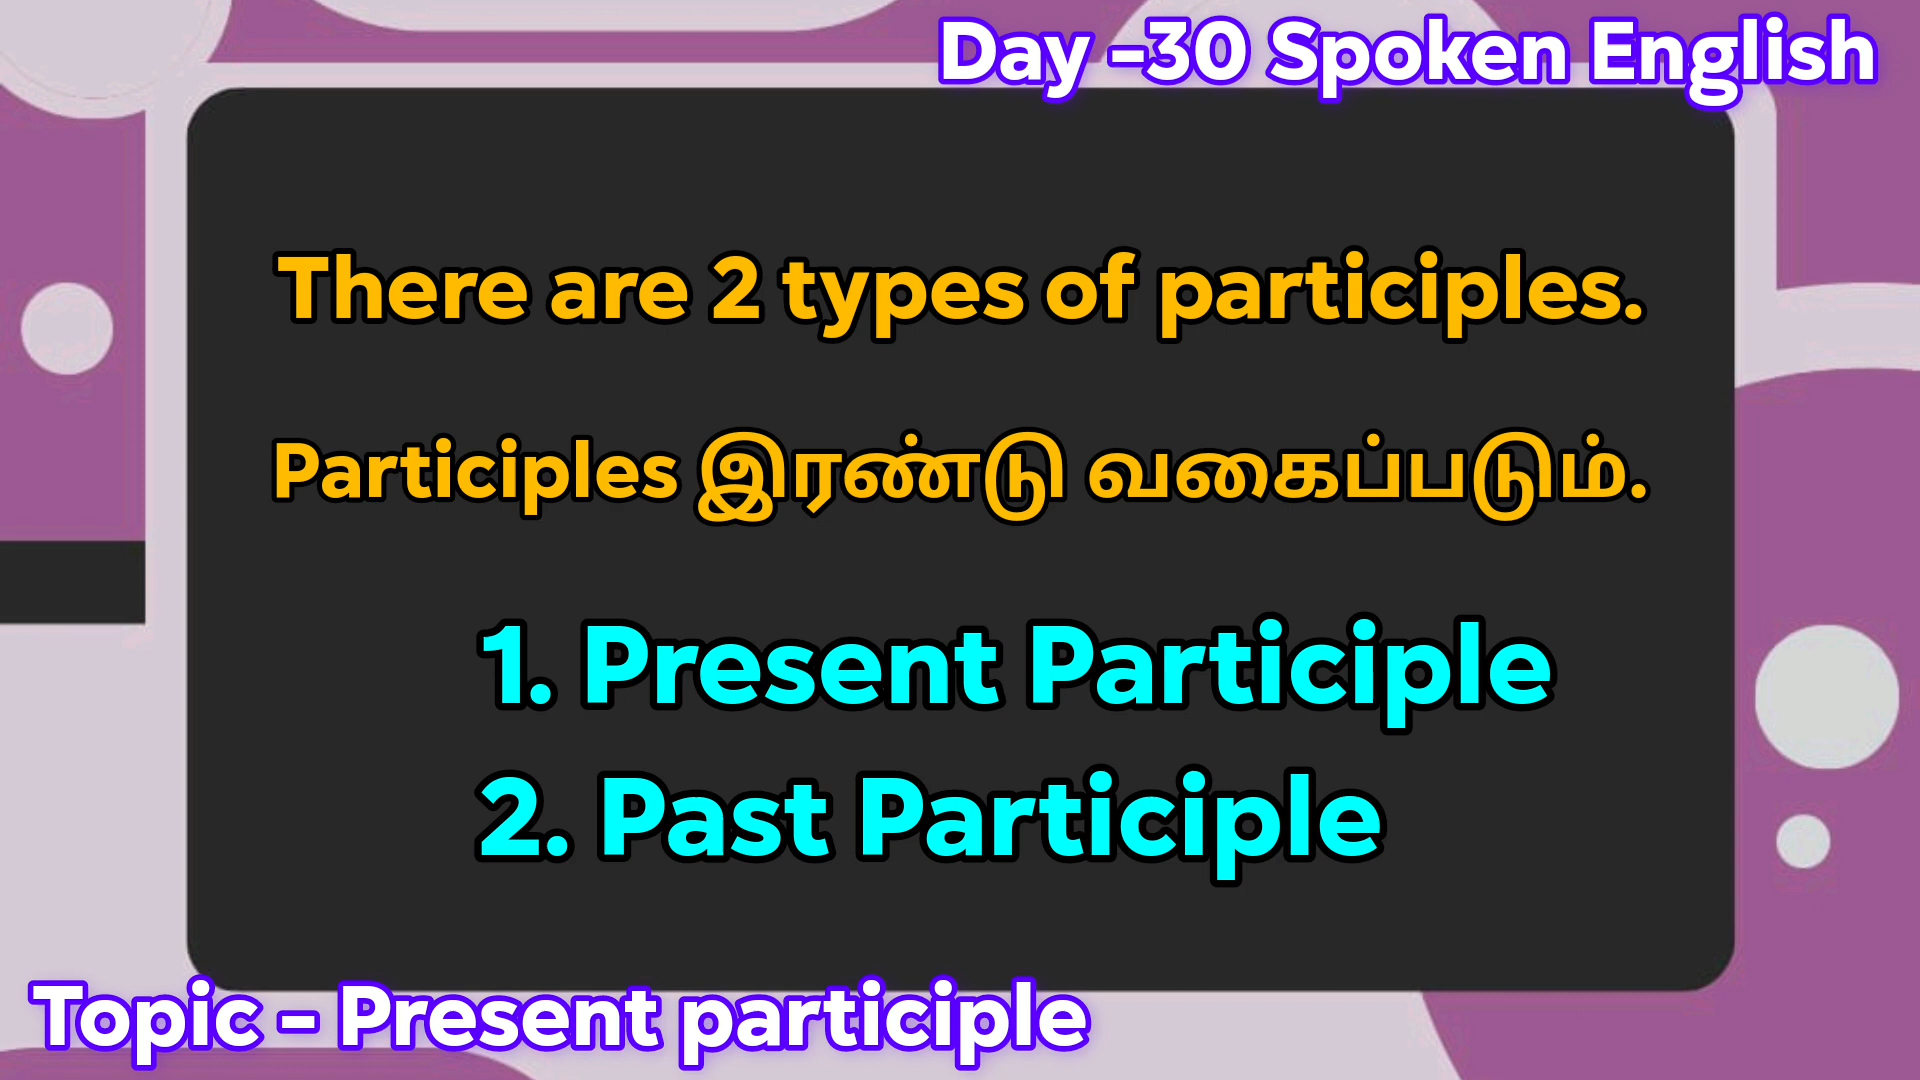 Day -30 Spoken English
There are 2 types of participles.
Participles இரண்டு வகைப்படும்.
1. Present Participle
2. Past Participle
Topic - Present participle